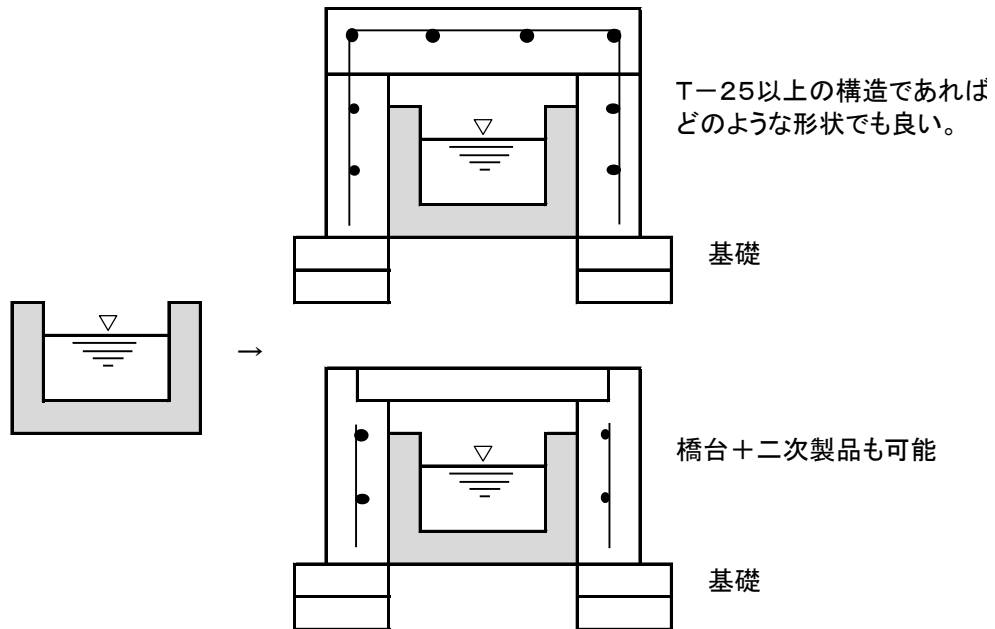 T－25以上の構造であれば
どのような形状でも良い。
基礎
→
橋台＋二次製品も可能
基礎